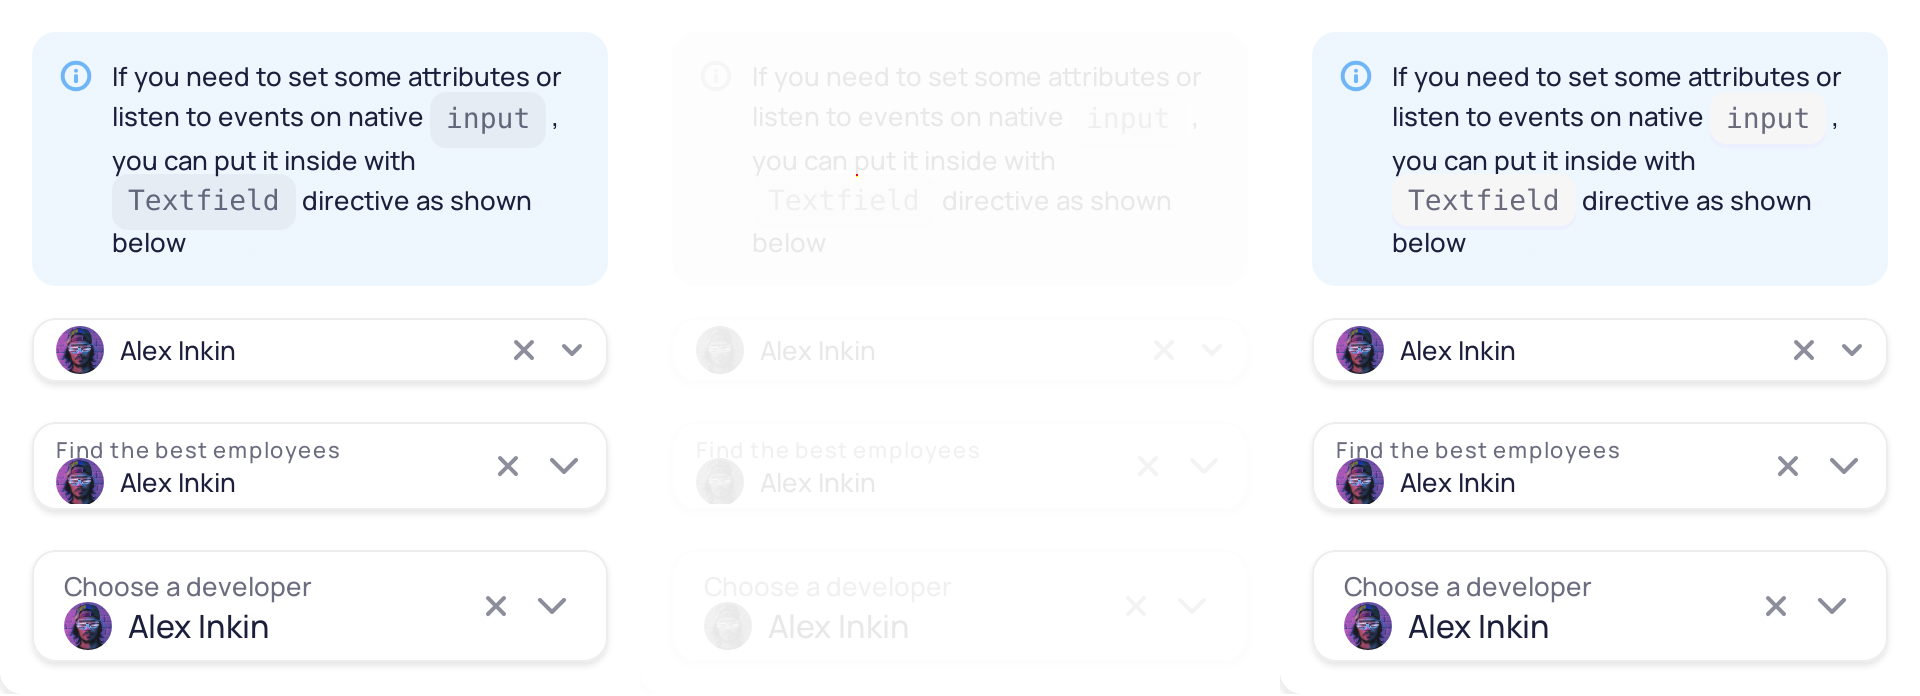 If you need to set some attributes or
listen to events on native input ,
you can put it inside with
Textfield directive as shown
below
Alex Inkin
Find the best employees
Alex Inkin
Choose a developer
Alex Inkin
If you need to set some attributes or
listen to events on native input ,
you can put it inside with
Textfield directive as shown
below
Alex Inkin
Find the best employees
Alex Inkin
Choose a developer
Alex Inkin
If you need to set some attributes or
listen to events on native input ,
you can put it inside with
Textfield directive as shown
below
Alex Inkin
Find the best employees
Alex Inkin
Choose a developer
Alex Inkin